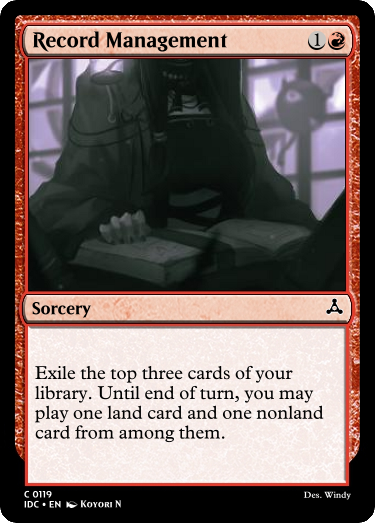 Record Management
1
Sorcery
Exile the top three cards of your
library. Until end of turn, you may
play one land card and one nonland
card from among them.
C 0119
IDC • EN Koyori N
Des. Windy